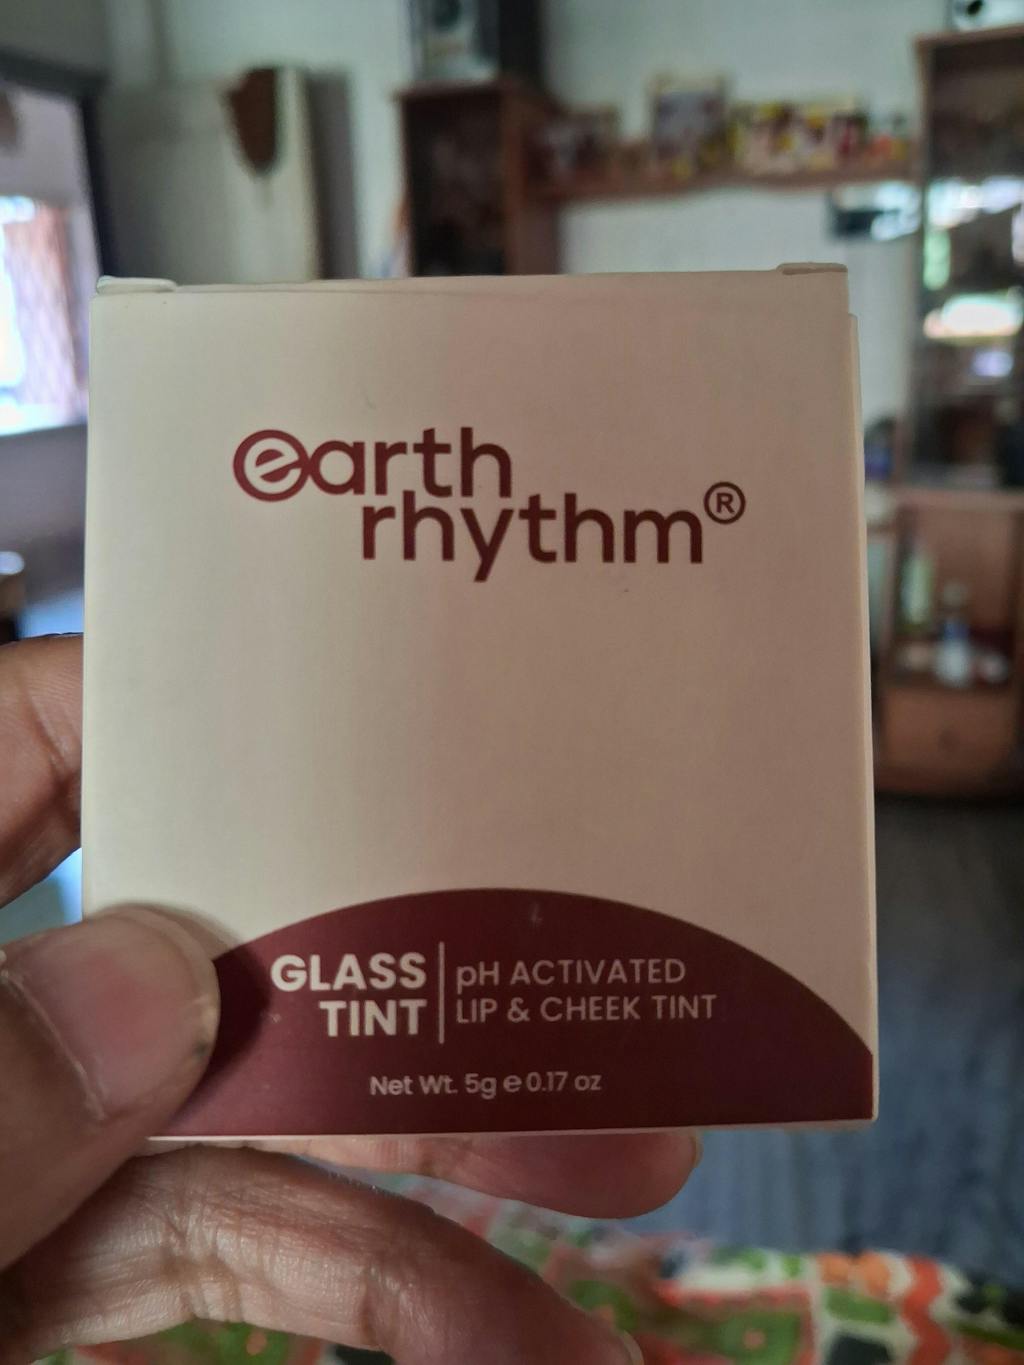 earth
rhythm®
GLASS
TINT
pH ACTIVATED
LIP & CHEEK TINT
Net Wt. 5g e 0.17 oz